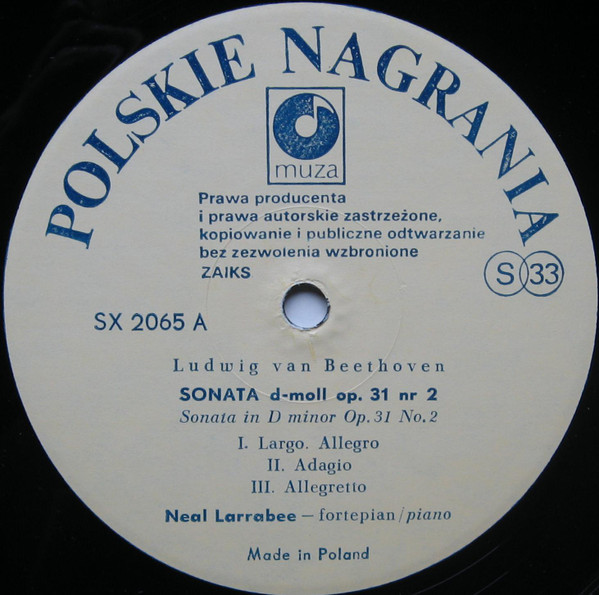 POLSKIE NAGRANIA
muza
Prawa producenta
i prawa autorskie zastrzeżone,
kopiowanie i publiczne odtwarzanie
bez zezwolenia wzbronione
ZAIKS
S 33
SX 2065 A
Ludwig van Beethoven
SONATA d-moll op. 31 nr 2
Sonata in D minor Op. 31 No. 2
I. Largo. Allegro
II. Adagio
III. Allegretto
Neal Larrabee – fortepian/piano
Made in Poland